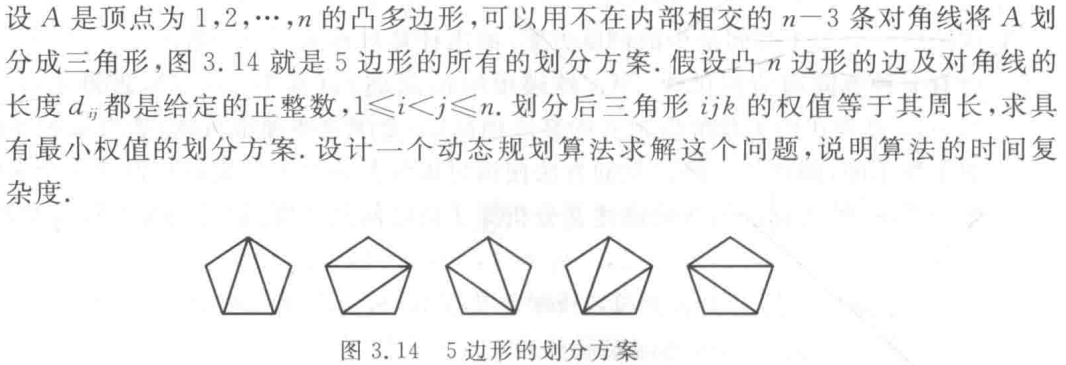 设 A 是顶点为 1,2,⋯,n 的凸多边形,可以用不在内部相交的 n−3 条对角线将 A 划
分成三角形,图 3.14 就是 5 边形的所有的划分方案. 假设凸 n 边形的边及对角线的
长度 d_{ij} 都是给定的正整数,1≤i<j≤n. 划分后三角形 ijk 的权值等于其周长,求具
有最小权值的划分方案. 设计一个动态规划算法求解这个问题,说明算法的时间复
杂度.
图 3.14 5 边形的划分方案